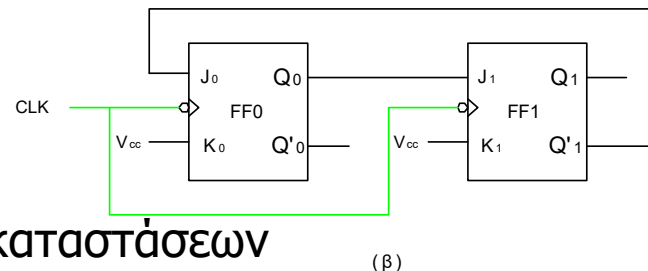 J₀ Q₀ J₁ Q₁
CLK FF0 FF1
Vcc K₀ Q'₀ Vcc K₁ Q'₁
καταστάσεων
(β)